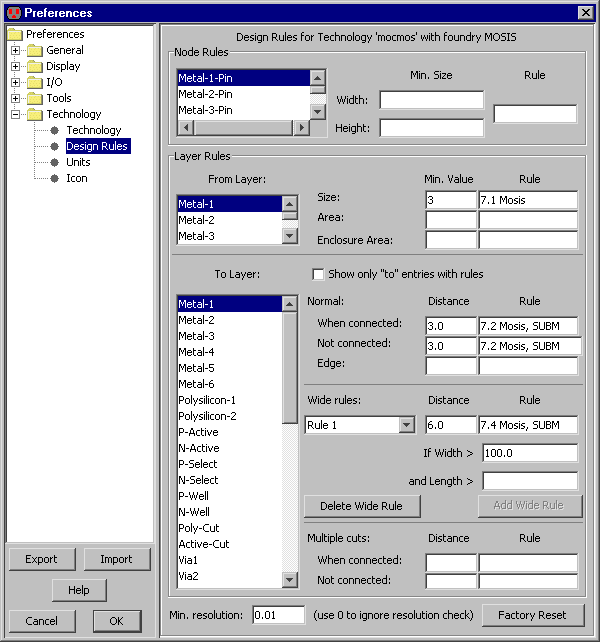 Preferences
Preferences
General
Display
I/O
Tools
Technology
Technology
Design Rules
Units
Icon
Export
Import
Help
Cancel
OK
Design Rules for Technology 'mocmos' with foundry MOSIS
Node Rules
Metal-1-Pin
Metal-2-Pin
Metal-3-Pin
Min. Size
Rule
Width:
Height:
Layer Rules
From Layer:
Min. Value
Rule
Metal-1
Metal-2
Metal-3
Size:
3
7.1 Mosis
Area:
Enclosure Area:
To Layer:
Show only "to" entries with rules
Metal-1
Metal-2
Metal-3
Metal-4
Metal-5
Metal-6
Polysilicon-1
Polysilicon-2
P-Active
N-Active
P-Select
N-Select
P-Well
N-Well
Poly-Cut
Active-Cut
Via1
Via2
Normal:
Distance
Rule
When connected:
3.0
7.2 Mosis, SUBM
Not connected:
3.0
7.2 Mosis, SUBM
Edge:
Wide rules:
Distance
Rule
Rule 1
6.0
7.4 Mosis, SUBM
If Width >
100.0
and Length >
Delete Wide Rule
Add Wide Rule
Multiple cuts:
Distance
Rule
When connected:
Not connected:
Min. resolution:
0.01
(use 0 to ignore resolution check)
Factory Reset